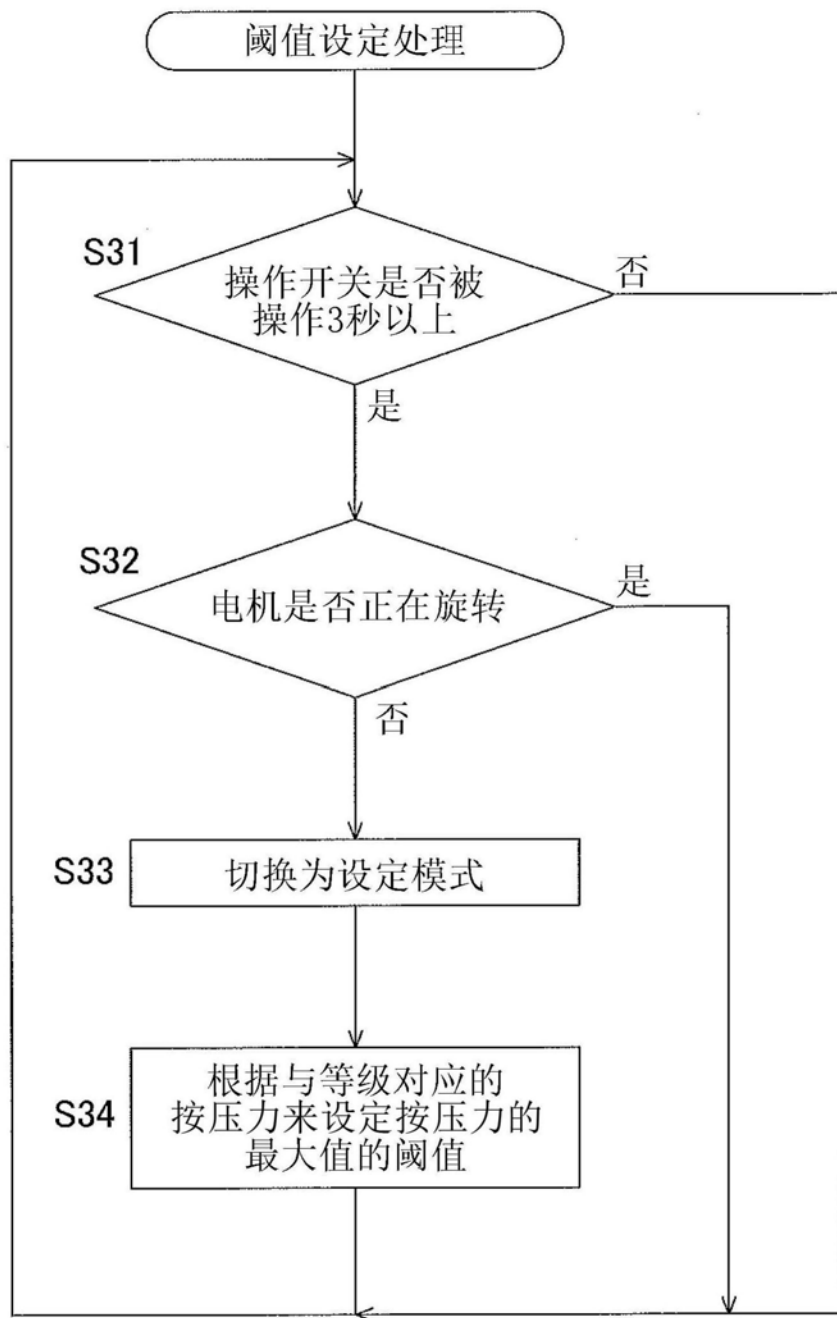 阈值设定处理
S31
操作开关是否被
操作3秒以上
否
是
S32
电机是否正在旋转
是
否
S33
切换为设定模式
S34
根据与等级对应的
按压力来设定按压力的
最大值的阈值